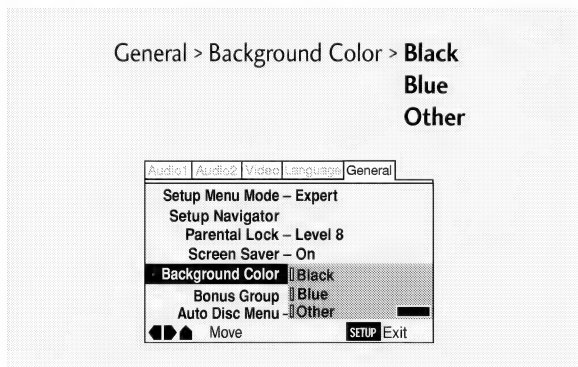 General > Background Color > Black
Blue
Other
Audio1 Audio2 Video Language General
Setup Menu Mode – Expert
Setup Navigator
Parental Lock – Level 8
Screen Saver – On
Background Color Black
Bonus Group Blue
Auto Disc Menu - Other
Move SETUP Exit